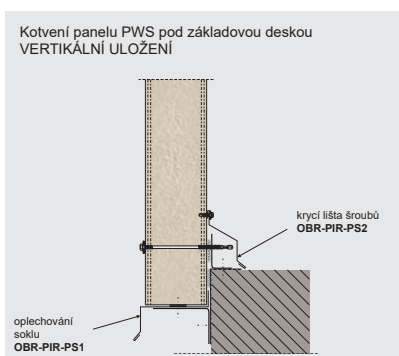 Kotvení panelu PWS pod základovou deskou
VERTIKÁLNÍ ULOŽENÍ
krycí lišta šroubů
OBR-PIR-PS2
oplechování
soklu
OBR-PIR-PS1